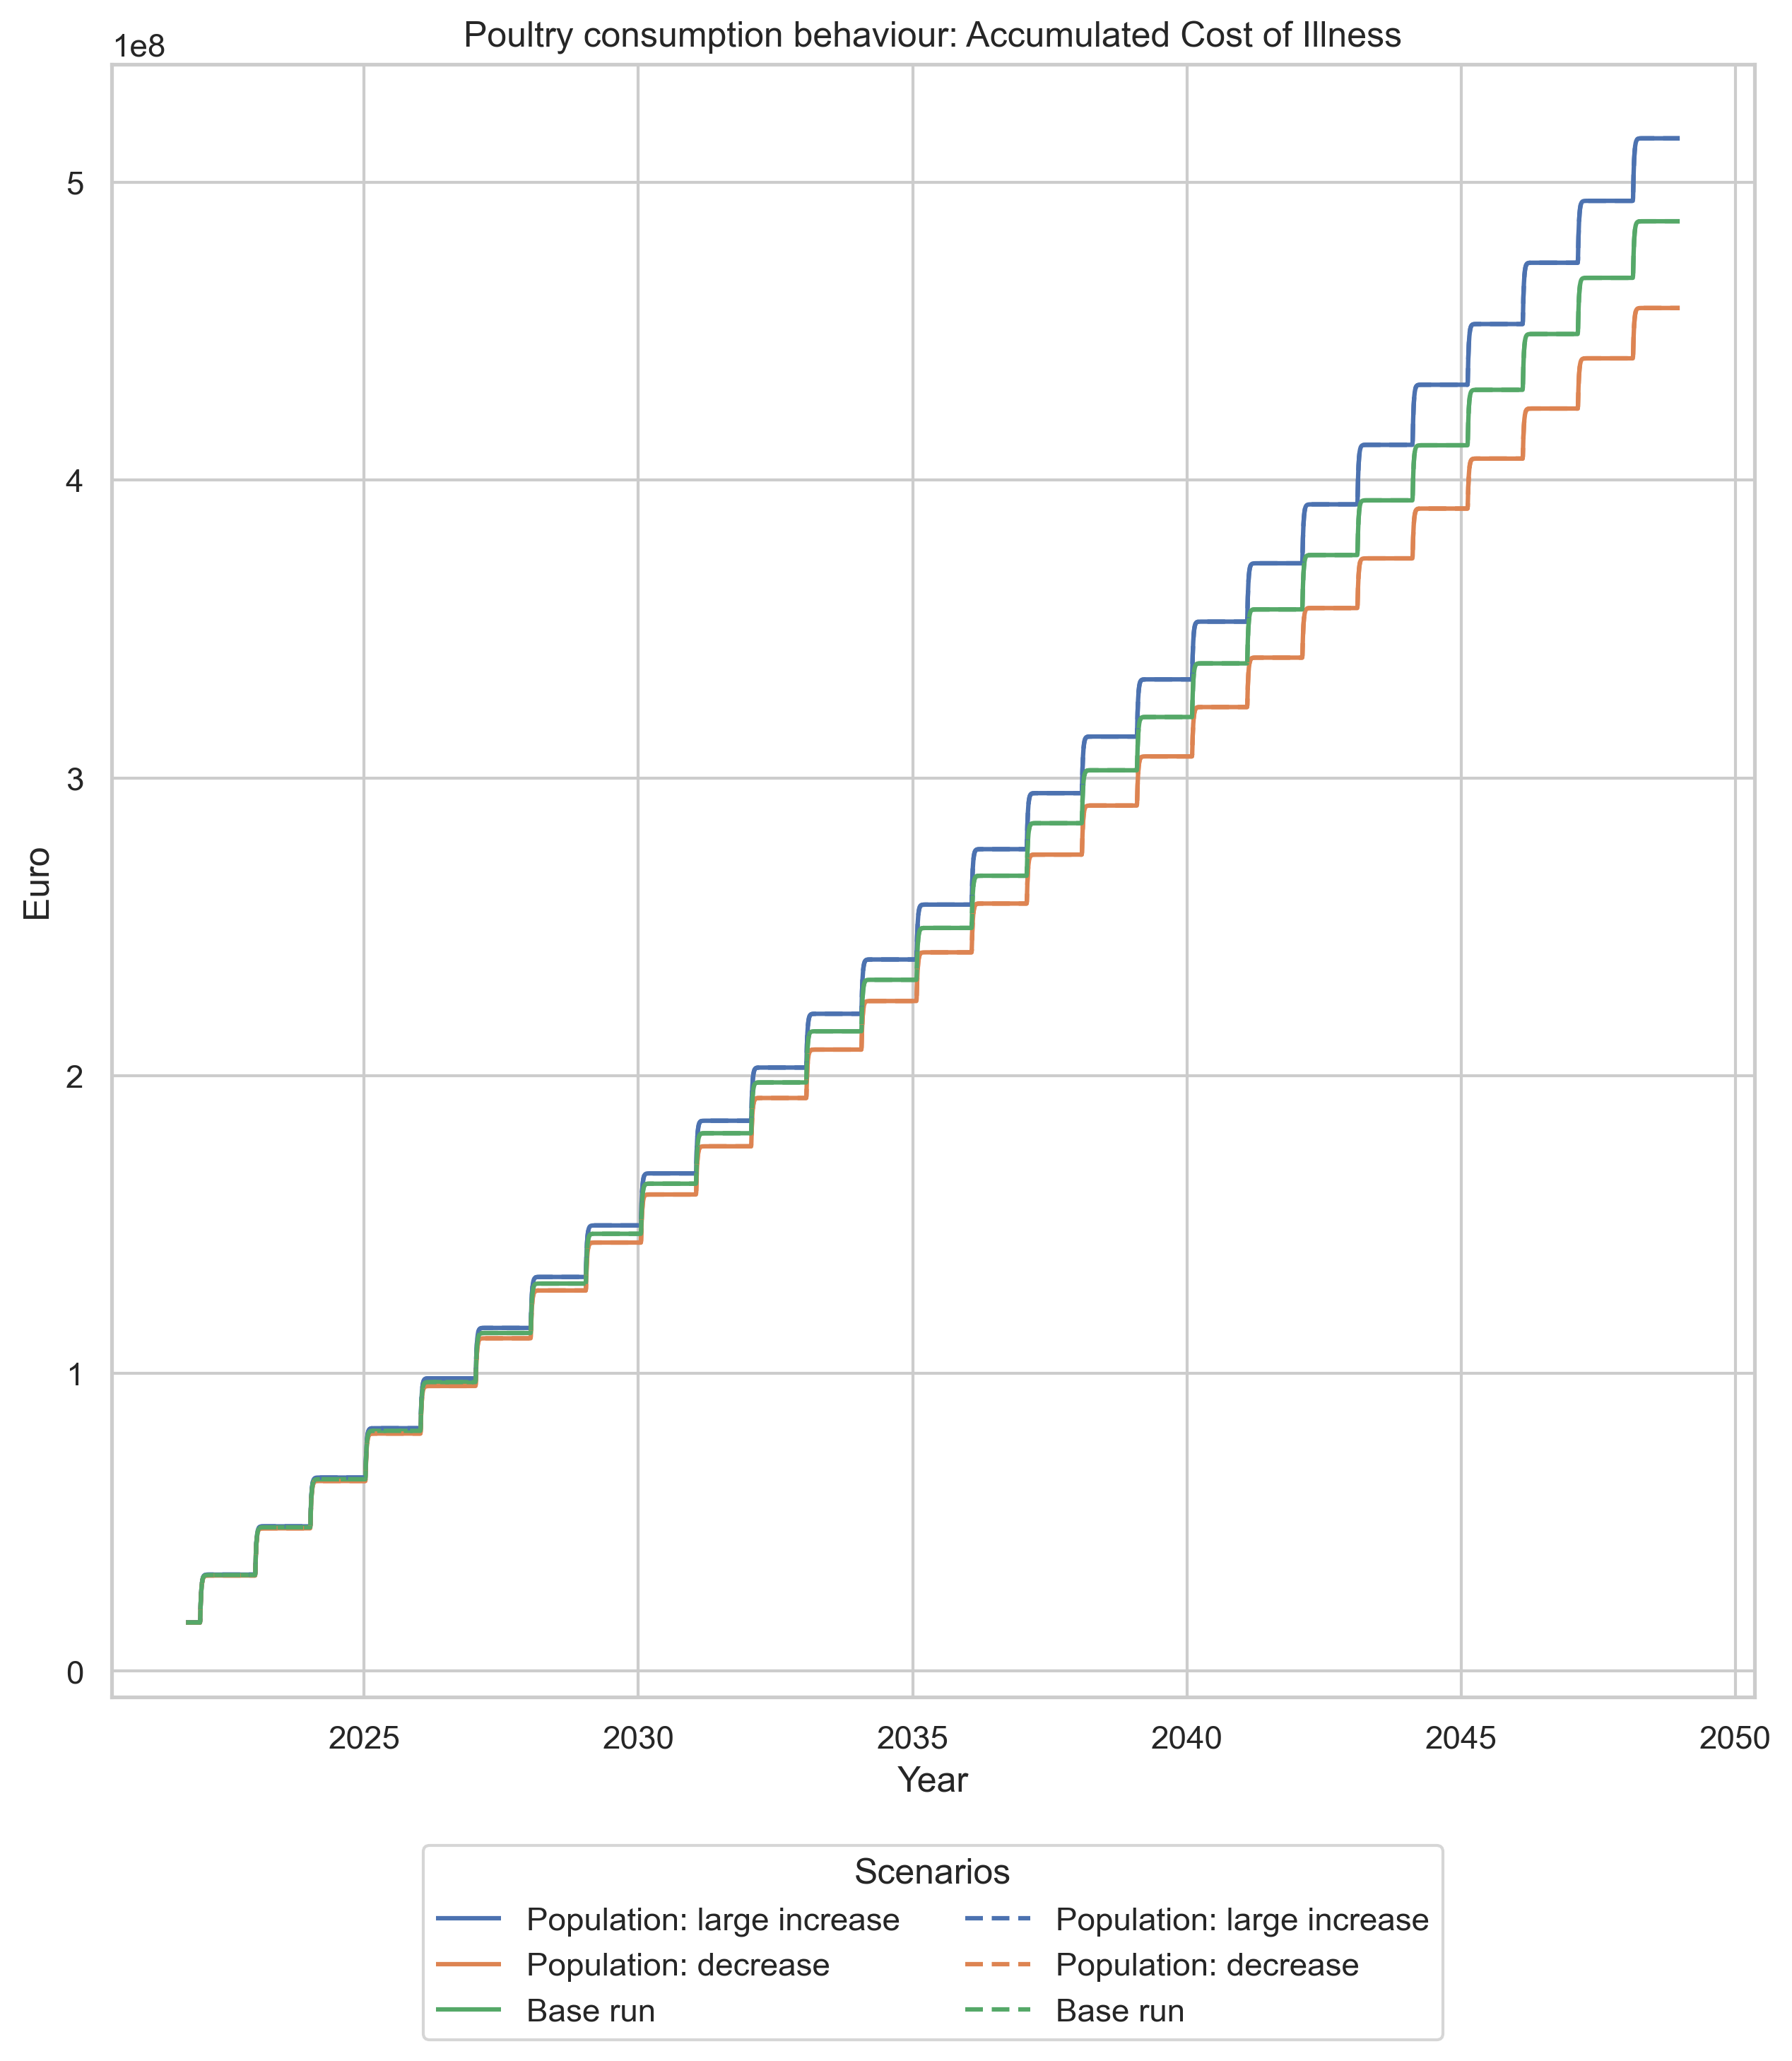 Poultry consumption behaviour: Accumulated Cost of Illness
1e8
5
4
3
2
1
0
Euro
2025 2030 2035 2040 2045 2050
Year
Scenarios
Population: large increase Population: large increase
Population: decrease Population: decrease
Base run Base run